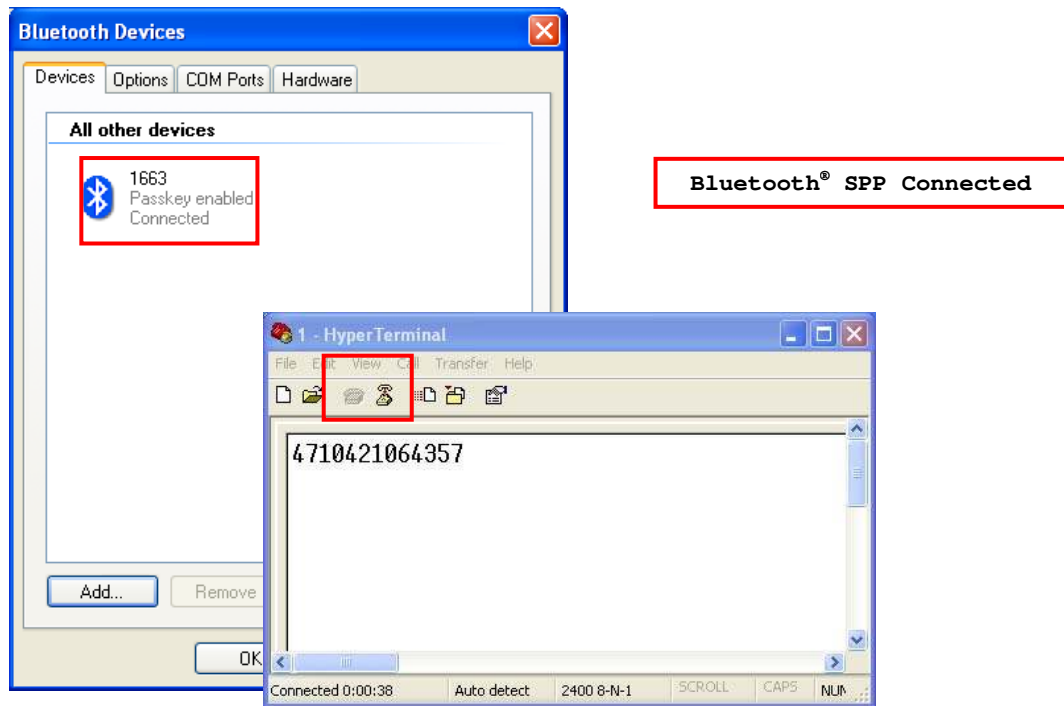 Bluetooth Devices
Devices Options COM Ports Hardware
All other devices
1663
Passkey enabled
Connected
Add... Remove
OK
Bluetooth® SPP Connected
1 - HyperTerminal
File Edit View Call Transfer Help
4710421064357
Connected 0:00:38 Auto detect 2400 8-N-1 SCROLL CAPS NUM